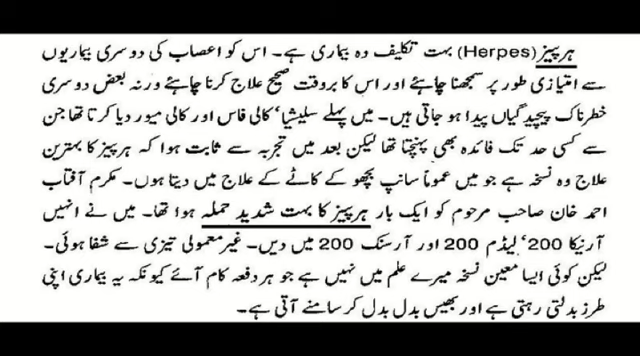 ہرپیز (Herpes) بہت تکلیف دہ بیماری ہے۔ اس کو اعصاب کی دوسری بیماریوں
سے امتیازی طور پر سمجھنا چاہئے اور اس کا بروقت صحیح علاج کرنا چاہئے ورنہ بعض دوسری
خطرناک پیچیدگیاں پیدا ہو جاتی ہیں۔ میں پہلے سلیشیا‘ کالی فاس اور کالی میور دیا کرتا تھا جن
سے کسی حد تک فائدہ بھی پہنچتا تھا لیکن بعد میں تجربہ سے ثابت ہوا کہ ہرپیز کا بہترین
علاج وہ نسخہ ہے جو میں عموماً سانپ بچھو کے کاٹے کے علاج میں دیتا ہوں۔ مکرم آفتاب
احمد خان صاحب مرحوم کو ایک بار ہرپیز کا بہت شدید حملہ ہوا تھا۔ میں نے انہیں
آرنیکا 200‘ لیڈم 200 اور آرسنک 200 میں دیں۔ غیر معمولی تیزی سے شفا ہوئی۔
لیکن کوئی ایسا معین نسخہ میرے علم میں نہیں ہے جو ہر دفعہ کام آئے کیونکہ یہ بیماری اپنی
طرز بدلتی رہتی ہے اور بھیس بدل بدل کر سامنے آتی ہے۔